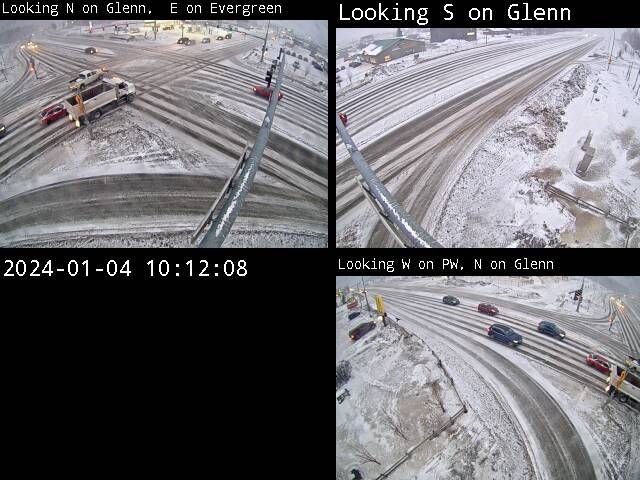 Looking N on Glenn,  E on Evergreen
Looking S on Glenn
2024-01-04 10:12:08
Looking W on PW, N on Glenn